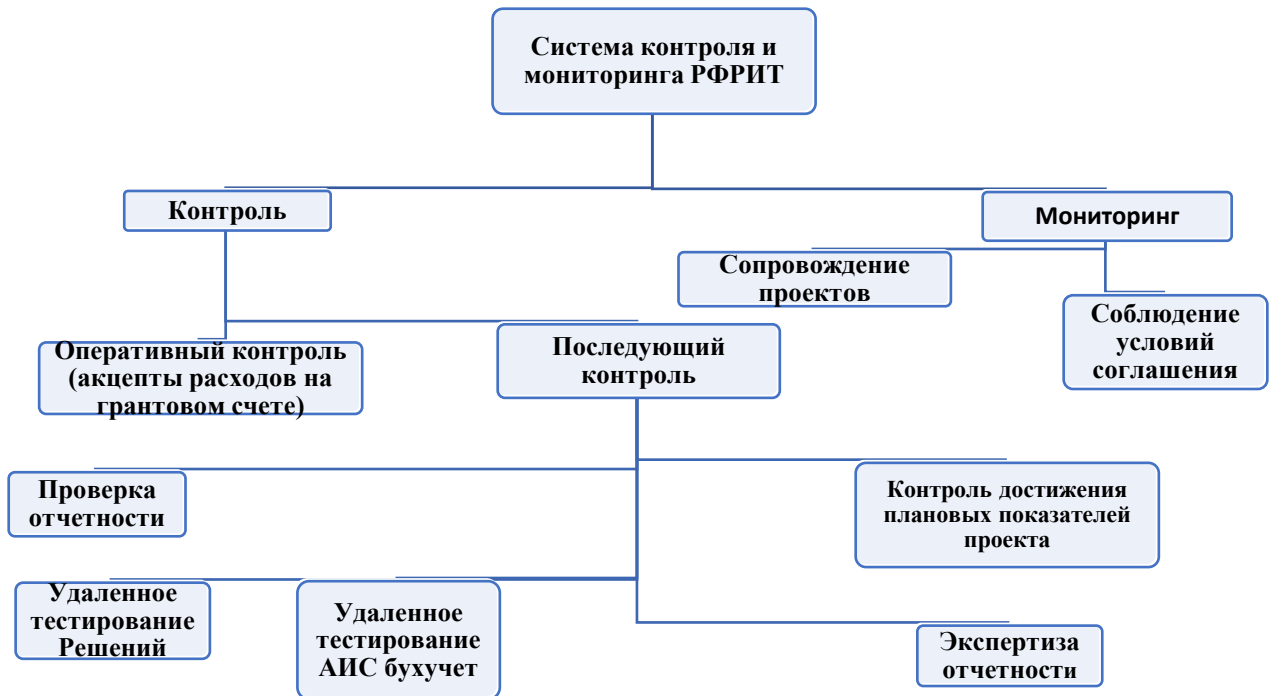 Система контроля и
мониторинга РФРИТ
Контроль
Мониторинг
Сопровождение
проектов
Соблюдение
условий
соглашения
Оперативный контроль
(акцепты расходов на
грантовом счете)
Последующий
контроль
Проверка
отчетности
Контроль достижения
плановых показателей
проекта
Удаленное
тестирование
Решений
Удаленное
тестирование
АИС бухучет
Экспертиза
отчетности